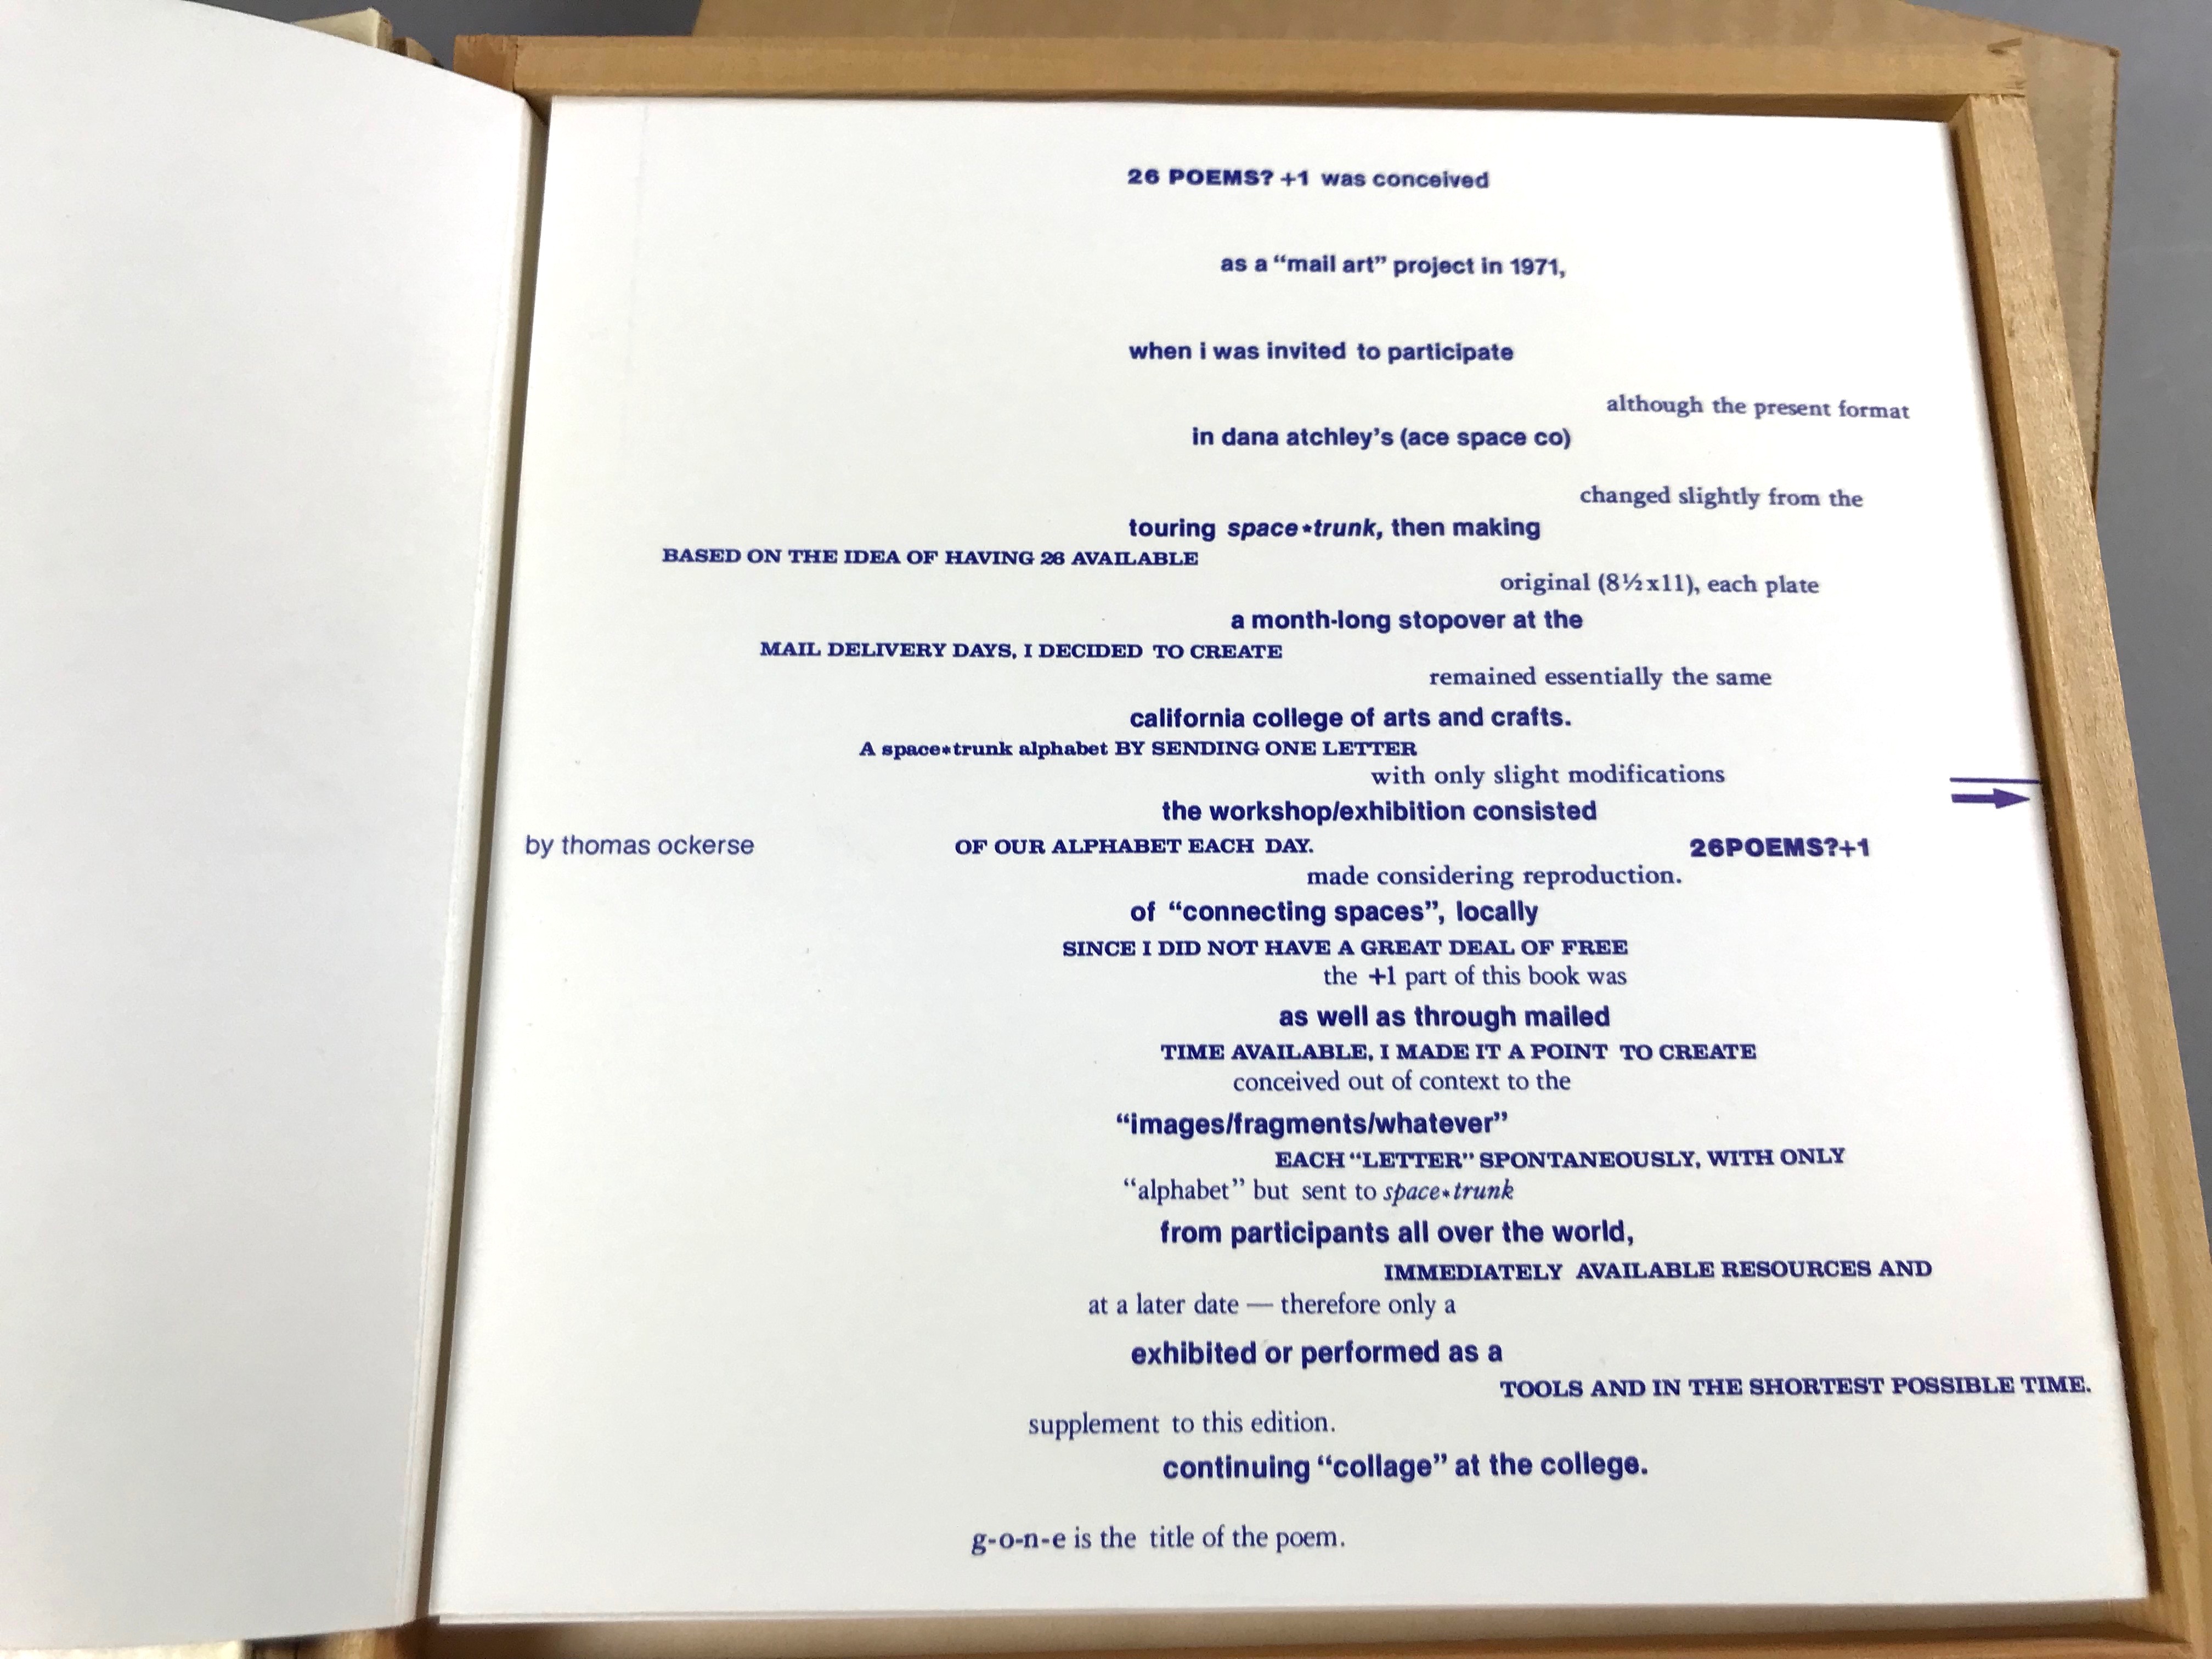 26 POEMS? +1 was conceived
as a “mail art” project in 1971,
when i was invited to participate
although the present format
in dana atchley’s (ace space co)
changed slightly from the
touring space*trunk, then making
BASED ON THE IDEA OF HAVING 26 AVAILABLE
original (8½x11), each plate
a month-long stopover at the
MAIL DELIVERY DAYS, I DECIDED TO CREATE
remained essentially the same
california college of arts and crafts.
A space*trunk alphabet BY SENDING ONE LETTER
with only slight modifications
the workshop/exhibition consisted
by thomas ockerse
OF OUR ALPHABET EACH DAY.
26POEMS?+1
made considering reproduction.
of “connecting spaces”, locally
SINCE I DID NOT HAVE A GREAT DEAL OF FREE
the +1 part of this book was
as well as through mailed
TIME AVAILABLE, I MADE IT A POINT TO CREATE
conceived out of context to the
“images/fragments/whatever”
EACH “LETTER” SPONTANEOUSLY, WITH ONLY
“alphabet” but sent to space*trunk
from participants all over the world,
IMMEDIATELY AVAILABLE RESOURCES AND
at a later date — therefore only a
exhibited or performed as a
TOOLS AND IN THE SHORTEST POSSIBLE TIME.
supplement to this edition.
continuing “collage” at the college.
g-o-n-e is the title of the poem.